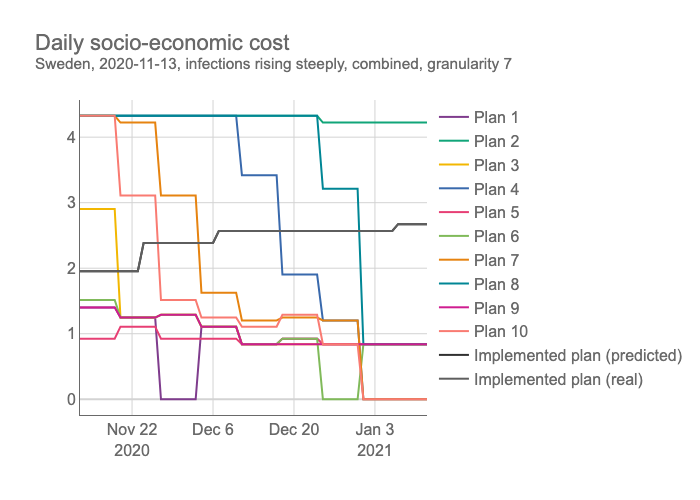 Daily socio-economic cost
Sweden, 2020-11-13, infections rising steeply, combined, granularity 7
4
3
2
1
0
Nov 22
2020
Dec 6
Dec 20
Jan 3
2021
Plan 1
Plan 2
Plan 3
Plan 4
Plan 5
Plan 6
Plan 7
Plan 8
Plan 9
Plan 10
Implemented plan (predicted)
Implemented plan (real)